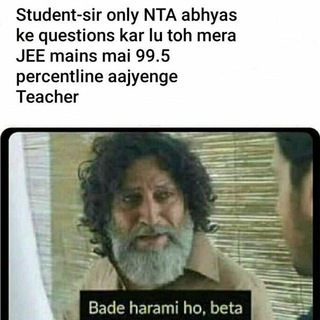 Student-sir only NTA abhyas
ke questions kar lu toh mera
JEE mains mai 99.5
percentline aajyenge
Teacher
Bade harami ho, beta